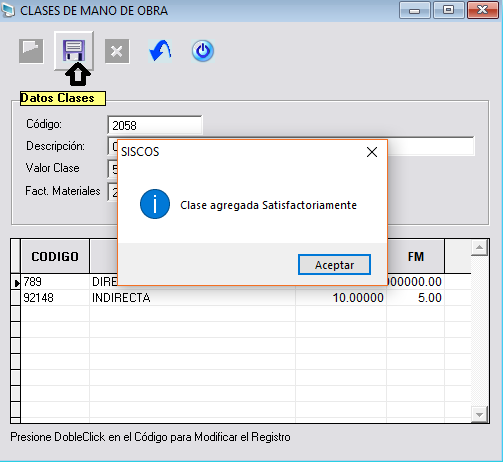 CLASES DE MANO DE OBRA
Datos Clases
Código: 2058
Descripción:
Valor Clase 5
Fact. Materiales 2
SISCOS
Clase agregada Satisfactoriamente
Aceptar
CODIGO FM
789 000000.00
92148 INDIRECTA 10.00000 5.00
Presione DobleClick en el Código para Modificar el Registro